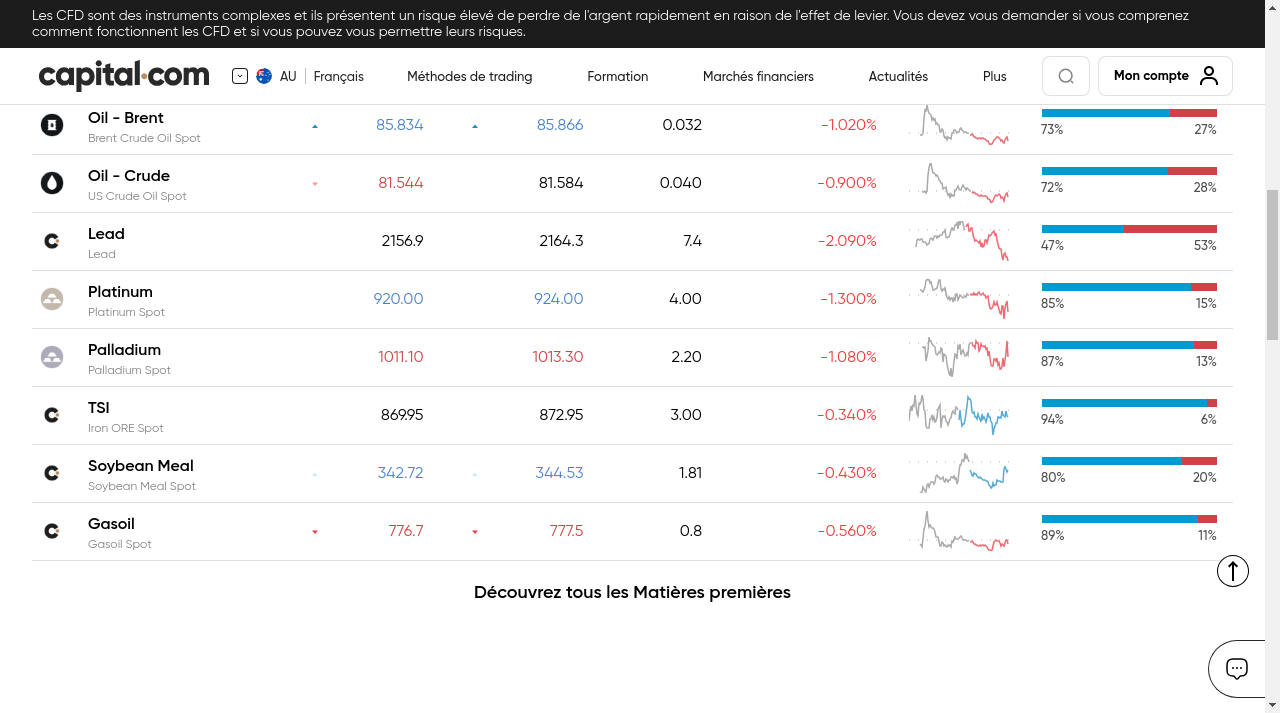 Les CFD sont des instruments complexes et ils présentent un risque élevé de perdre de l'argent rapidement en raison de l'effet de levier. Vous devez vous demander si vous comprenez
comment fonctionnent les CFD et si vous pouvez vous permettre leurs risques.
capital.com AU Français Méthodes de trading Formation Marchés financiers Actualités Plus Mon compte
Oil - Brent 85.834 85.866 0.032 -1.020% 73% 27%
Brent Crude Oil Spot
Oil - Crude 81.544 81.584 0.040 -0.900% 72% 28%
US Crude Oil Spot
Lead 2156.9 2164.3 7.4 -2.090% 47% 53%
Lead
Platinum 920.00 924.00 4.00 -1.300% 85% 15%
Platinum Spot
Palladium 1011.10 1013.30 2.20 -1.080% 87% 13%
Palladium Spot
TSI 869.95 872.95 3.00 -0.340% 94% 6%
Iron ORE Spot
Soybean Meal 342.72 344.53 1.81 -0.430% 80% 20%
Soybean Meal Spot
Gasoil 776.7 777.5 0.8 -0.560% 89% 11%
Gasoil Spot
Découvrez tous les Matières premières